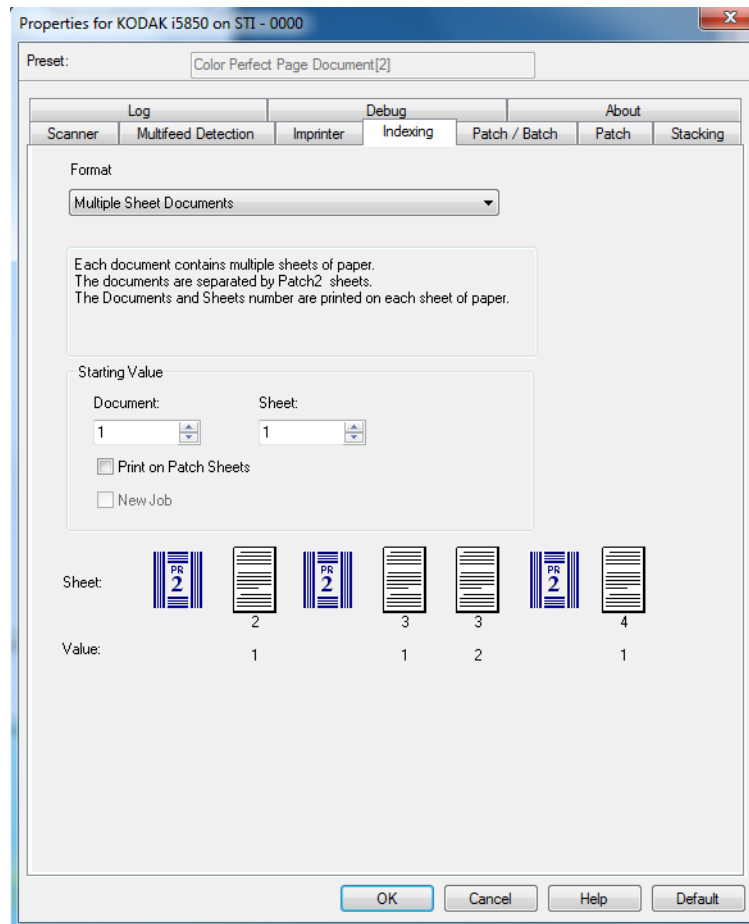 Properties for KODAK i5850 on STI - 0000
Preset: Color Perfect Page Document[2]
Log Debug About
Scanner Multifeed Detection Imprinter Indexing Patch / Batch Patch Stacking
Format
Multiple Sheet Documents
Each document contains multiple sheets of paper.
The documents are separated by Patch2 sheets.
The Documents and Sheets number are printed on each sheet of paper.
Starting Value
Document: Sheet:
1 1
Print on Patch Sheets
New Job
Sheet: PR 2 PR 2 PR 2
2 3 3 4
Value: 1 1 2 1
OK Cancel Help Default